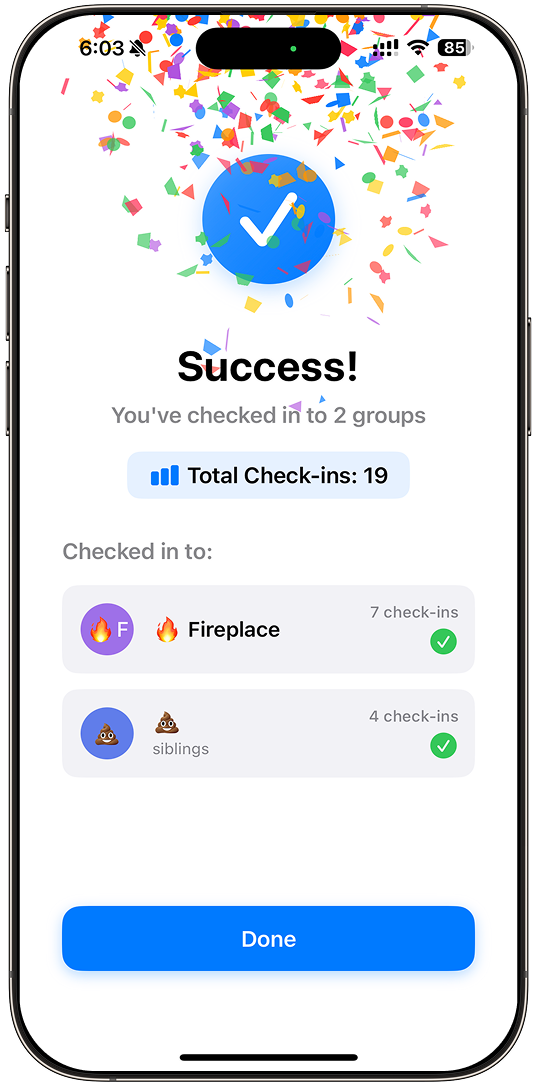 6:03
85
Success!
You've checked in to 2 groups
Total Check-ins: 19
Checked in to:
🔥 F
🔥 Fireplace
7 check-ins
💩
💩
siblings
4 check-ins
Done